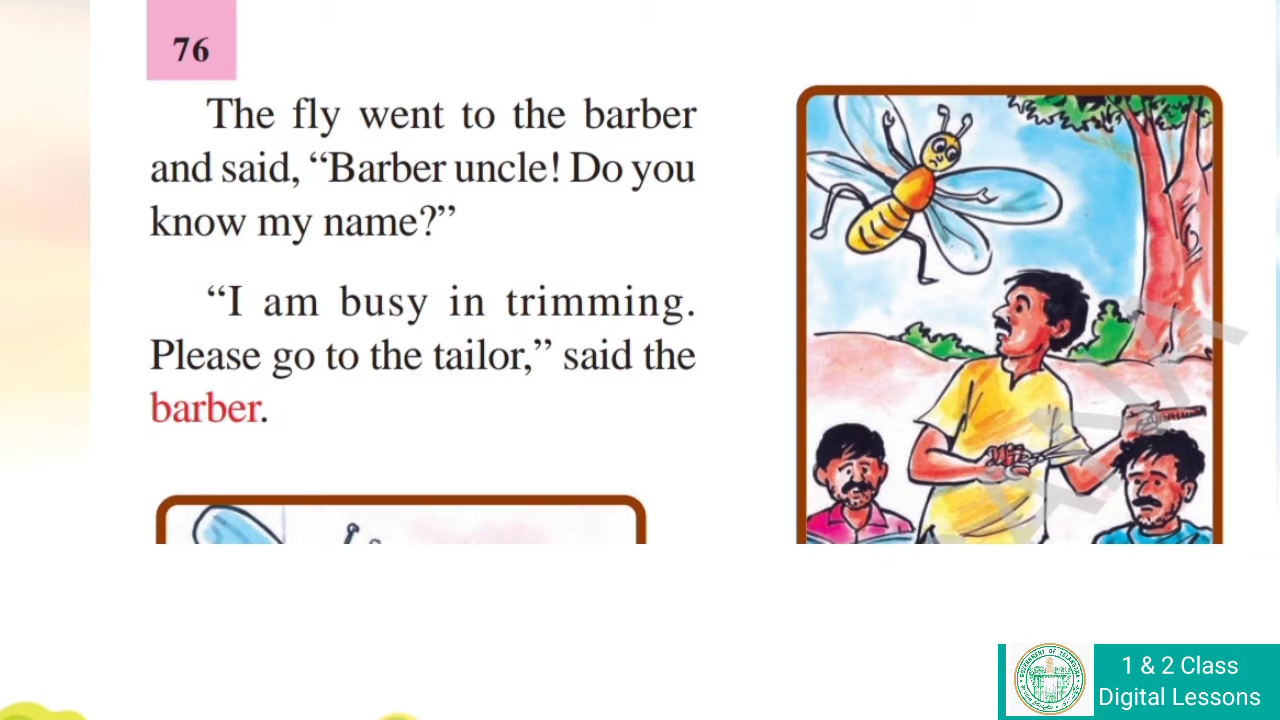 76
The fly went to the barber
and said, “Barber uncle! Do you
know my name?”
“I am busy in trimming.
Please go to the tailor,” said the
barber.
1 & 2 Class
Digital Lessons